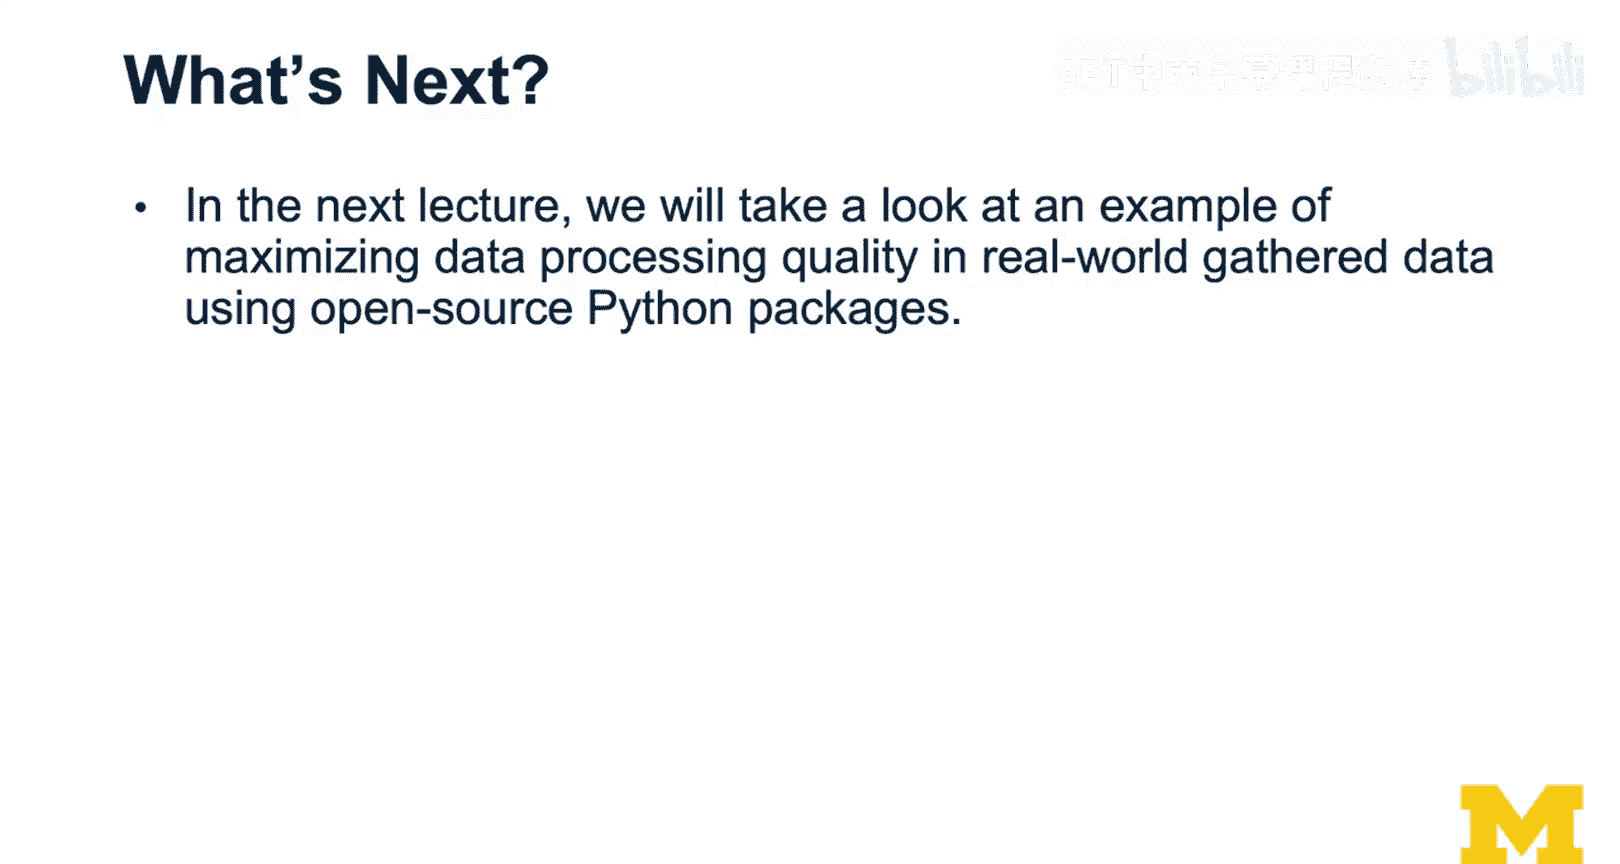 What’s Next?
bilibili
• In the next lecture, we will take a look at an example of
maximizing data processing quality in real-world gathered data
using open-source Python packages.
M